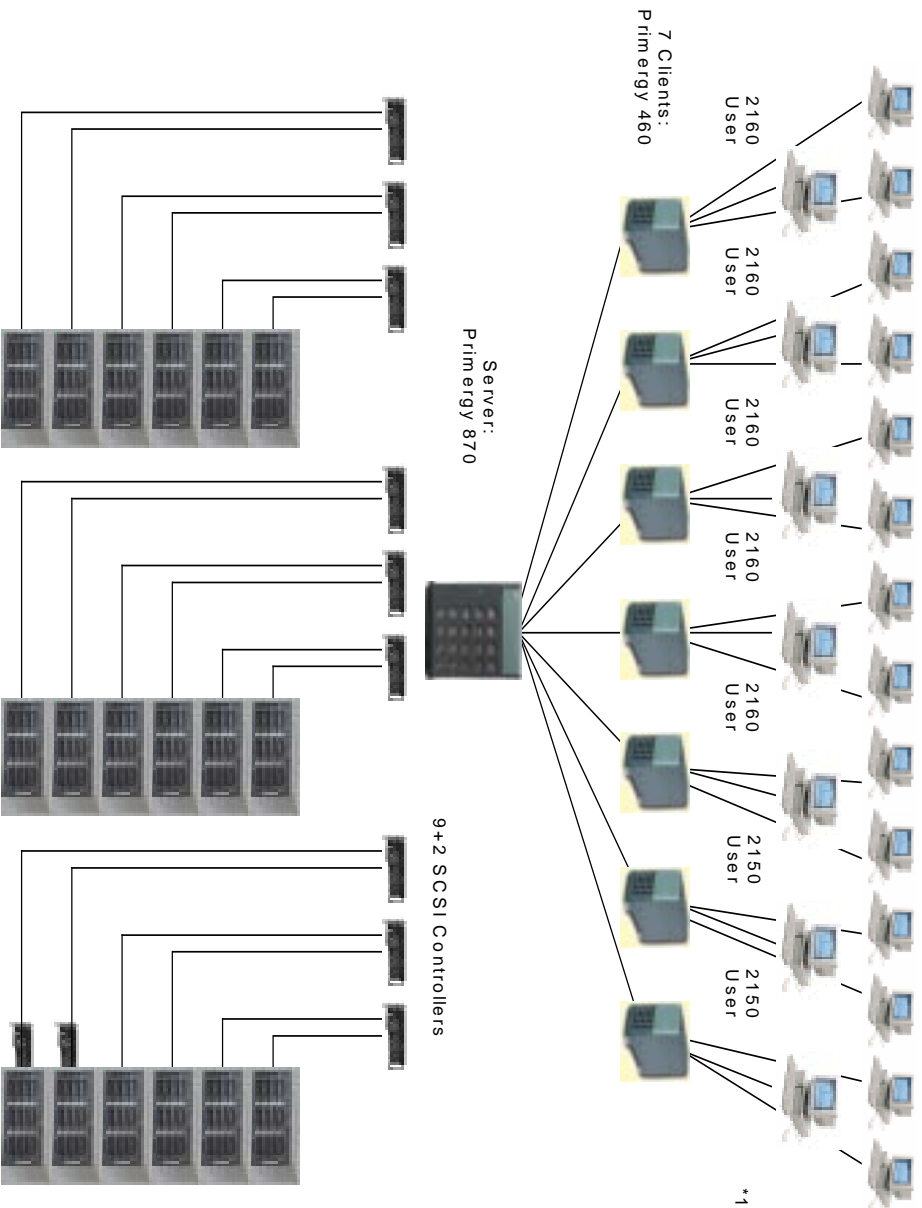 *1
2160
User
2160
User
2160
User
2160
User
2160
User
2150
User
2150
User
7 Clients:
Primergy 460
Server:
Primergy 870
9+2 SCSI Controllers